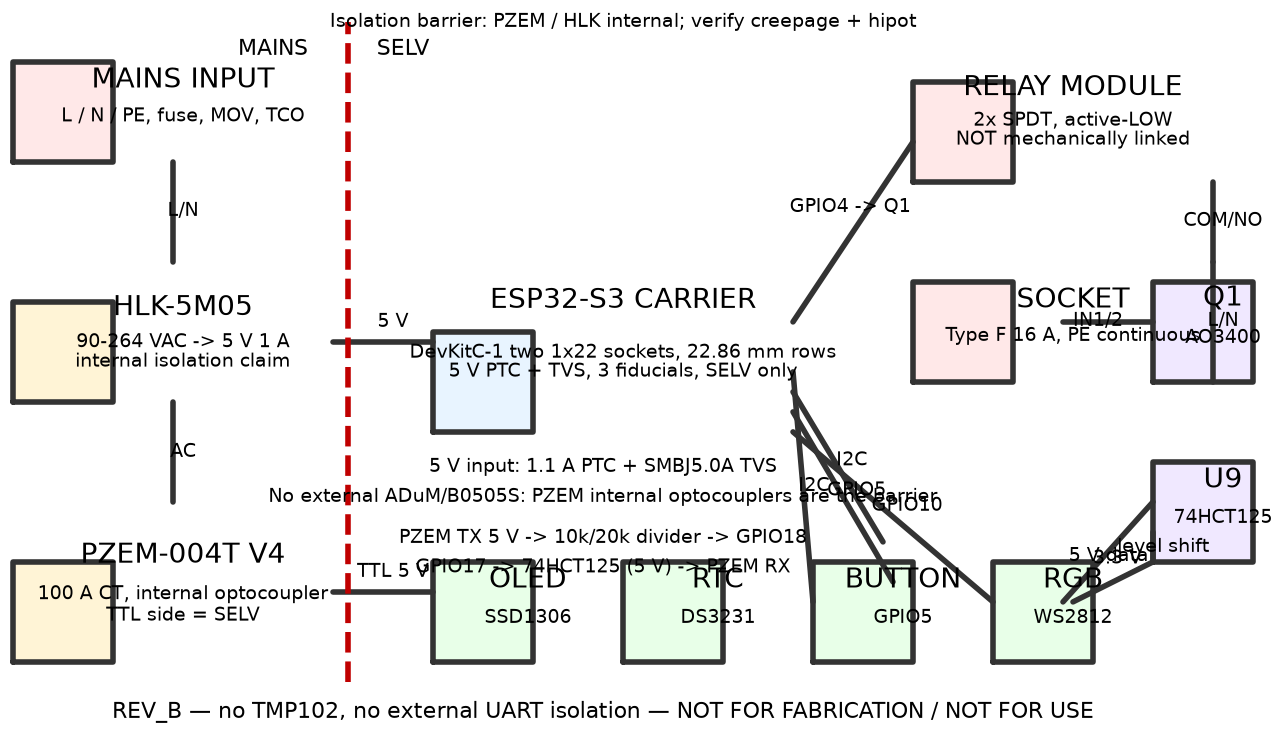 Isolation barrier: PZEM / HLK internal; verify creepage + hipot
MAINS
SELV
MAINS INPUT
L / N / PE, fuse, MOV, TCO
L/N
HLK-5M05
90-264 VAC -> 5 V 1 A
internal isolation claim
AC
PZEM-004T V4
100 A CT, internal optocoupler
TTL side = SELV
5 V
TTL 5 V
ESP32-S3 CARRIER
DevKitC-1 two 1x22 sockets, 22.86 mm rows
5 V PTC + TVS, 3 fiducials, SELV only
5 V input: 1.1 A PTC + SMBJ5.0A TVS
No external ADuM/B0505S: PZEM internal optocouplers are the barrier
PZEM TX 5 V -> 10k/20k divider -> GPIO18
GPIO17 -> 74HCT125 (5 V) -> PZEM RX
GPIO4 -> Q1
RELAY MODULE
2x SPDT, active-LOW
NOT mechanically linked
COM/NO
SOCKET
Type F 16 A, PE continuous
IN1/2
Q1
L/N
AO3400
I2C
I2C
GPIO5
GPIO10
U9
74HCT125
level shift
5 V data
3.3 V
OLED
SSD1306
RTC
DS3231
BUTTON
GPIO5
RGB
WS2812
REV_B — no TMP102, no external UART isolation — NOT FOR FABRICATION / NOT FOR USE